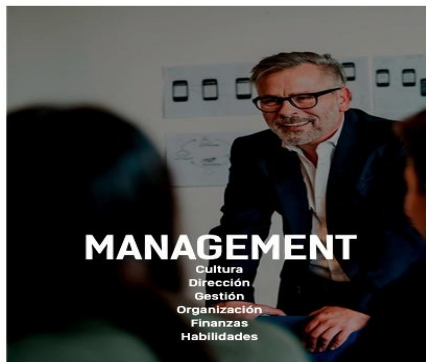 MANAGEMENT
Cultura
Dirección
Gestión
Organización
Finanzas
Habilidades